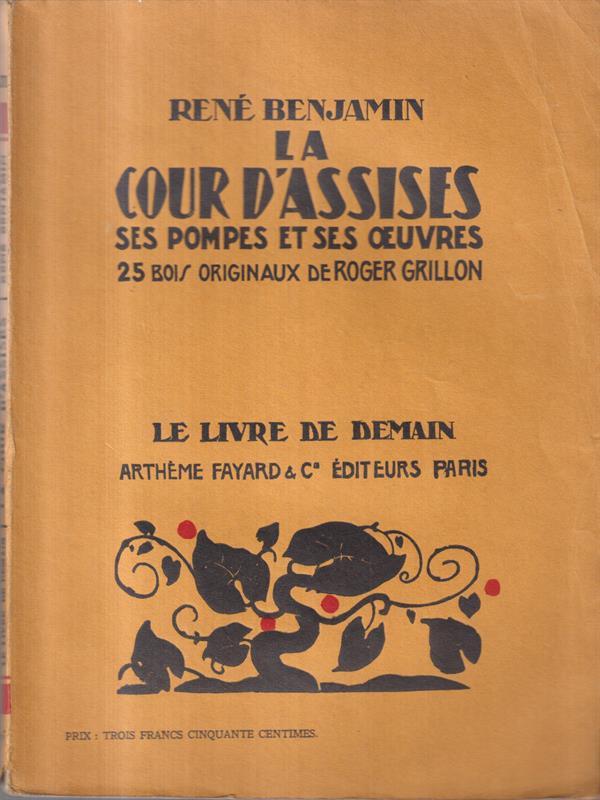 RENÉ BENJAMIN
LA
COUR D'ASSISES
SES POMPES ET SES ŒUVRES
25 BOIS ORIGINAUX DE ROGER GRILLON
LE LIVRE DE DEMAIN
ARTHÈME FAYARD & Cie ÉDITEURS PARIS
PRIX : TROIS FRANCS CINQUANTE CENTIMES.